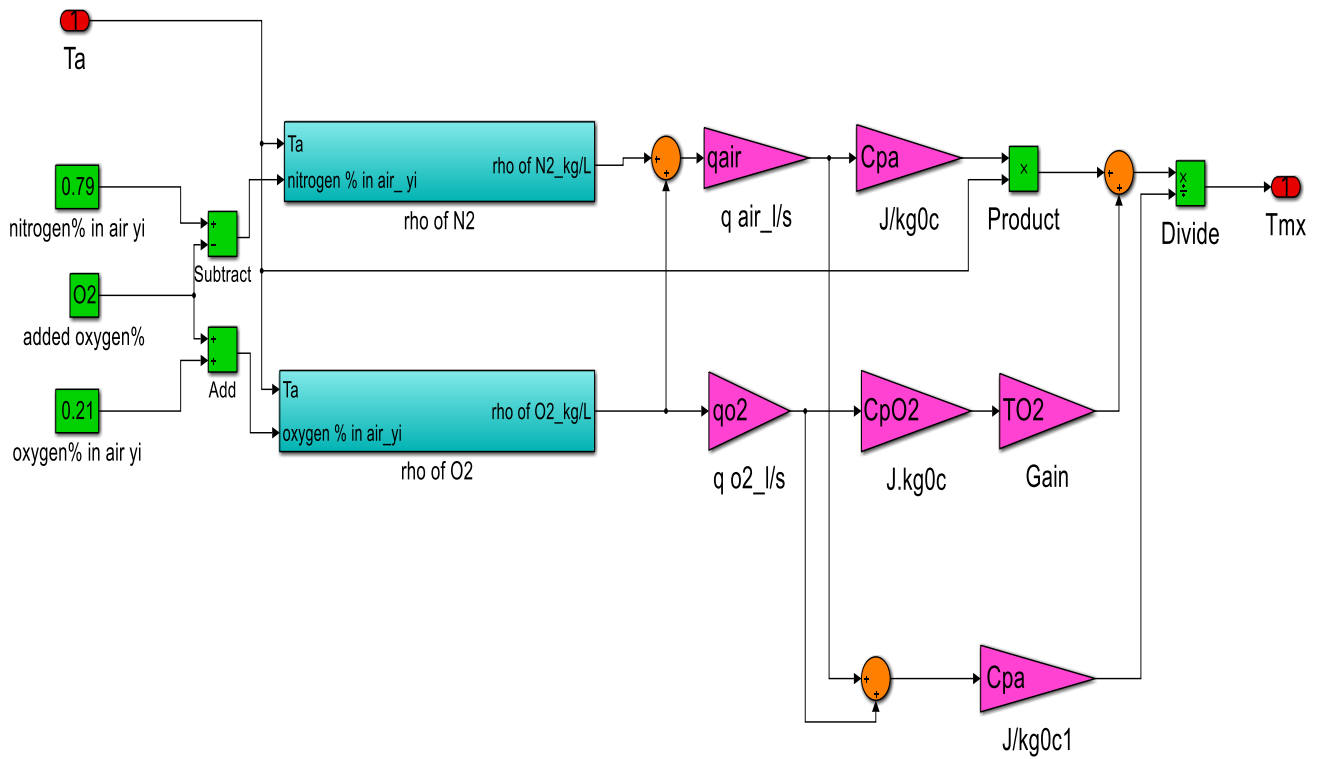 1
Ta
Ta
nitrogen % in air_ yi
rho of N2_kg/L
rho of N2
+
+
qair
q air_l/s
Cpa
J/kg0c
×
Product
+
+
×
÷
Divide
1
Tmx
0.79
nitrogen% in air yi
+
−
Subtract
O2
added oxygen%
+
+
Add
0.21
oxygen% in air yi
Ta
oxygen % in air_yi
rho of O2_kg/L
rho of O2
qo2
q o2_l/s
CpO2
J.kg0c
TO2
Gain
+
+
Cpa
J/kg0c1